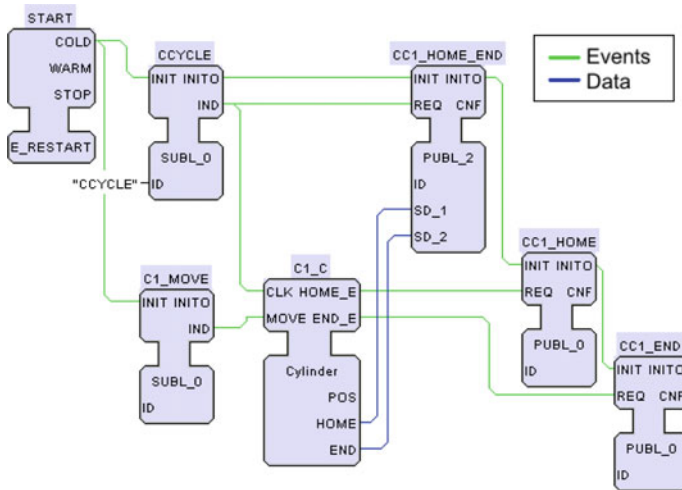 START
COLD
WARM
STOP
E_RESTART
CCYCLE
INIT INITO
IND
SUBL_0
"CCYCLE"
ID
CC1_HOME_END
INIT INITO
REQ CNF
PUBL_2
ID
SD_1
SD_2
Events
Data
C1_MOVE
INIT INITO
IND
SUBL_0
ID
C1_C
CLK HOME_E
MOVE END_E
Cylinder
POS
HOME
END
CC1_HOME
INIT INITO
REQ CNF
PUBL_0
ID
CC1_END
INIT INITO
REQ CNF
PUBL_0
ID